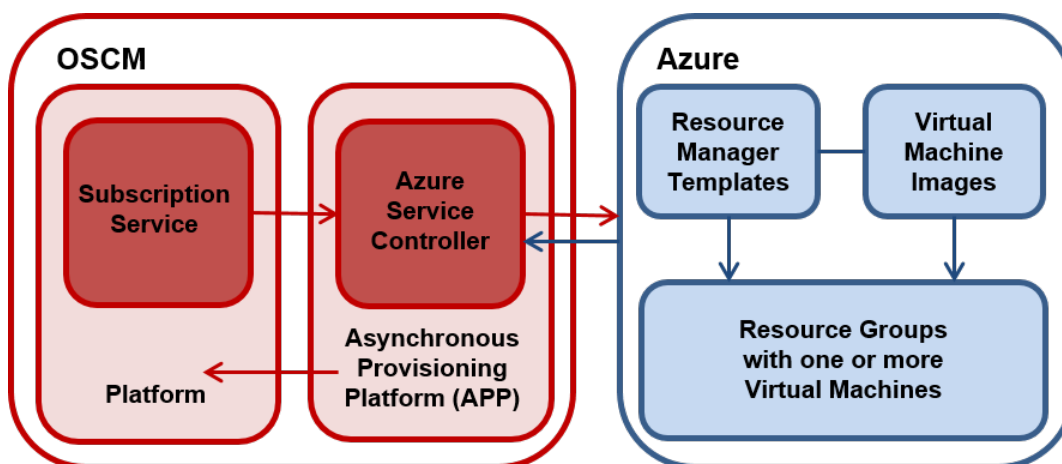 OSCM
Subscription
Service
Platform
Azure
Service
Controller
Asynchronous
Provisioning
Platform (APP)
Azure
Resource
Manager
Templates
Virtual
Machine
Images
Resource Groups
with one or more
Virtual Machines